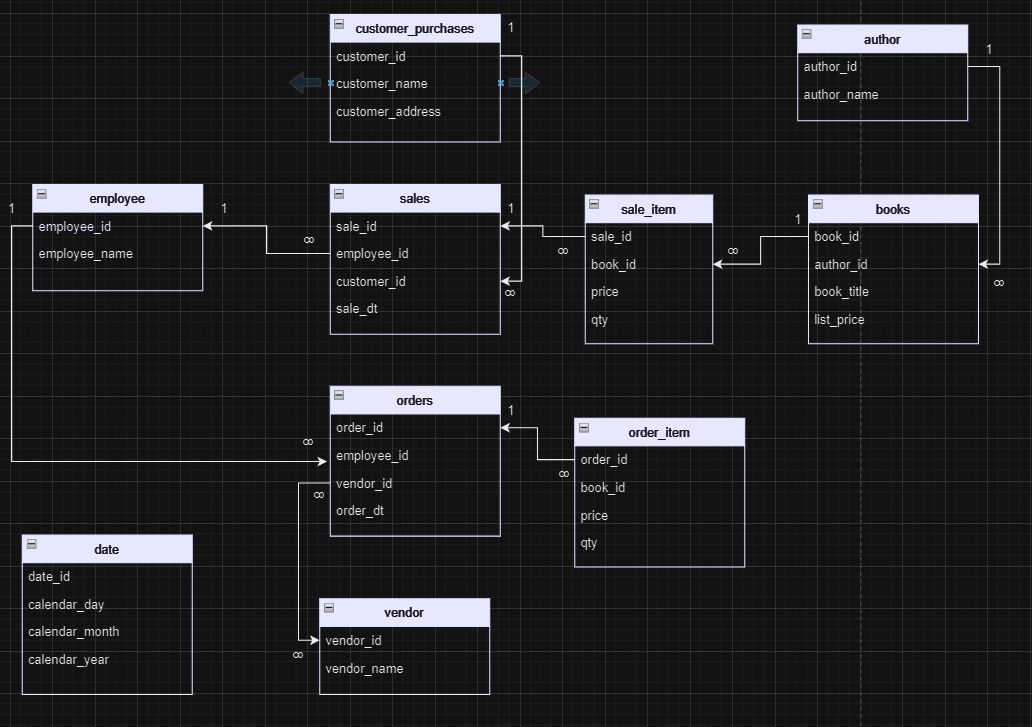 customer_purchases
customer_id
customer_name
customer_address
1
author
author_id
author_name
1
employee
employee_id
employee_name
1
1
∞
sales
sale_id
employee_id
customer_id
sale_dt
1
∞
∞
sale_item
sale_id
book_id
price
qty
∞
1
books
book_id
author_id
book_title
list_price
∞
orders
order_id
employee_id
vendor_id
order_dt
∞
∞
1
∞
order_item
order_id
book_id
price
qty
date
date_id
calendar_day
calendar_month
calendar_year
vendor
vendor_id
vendor_name
∞